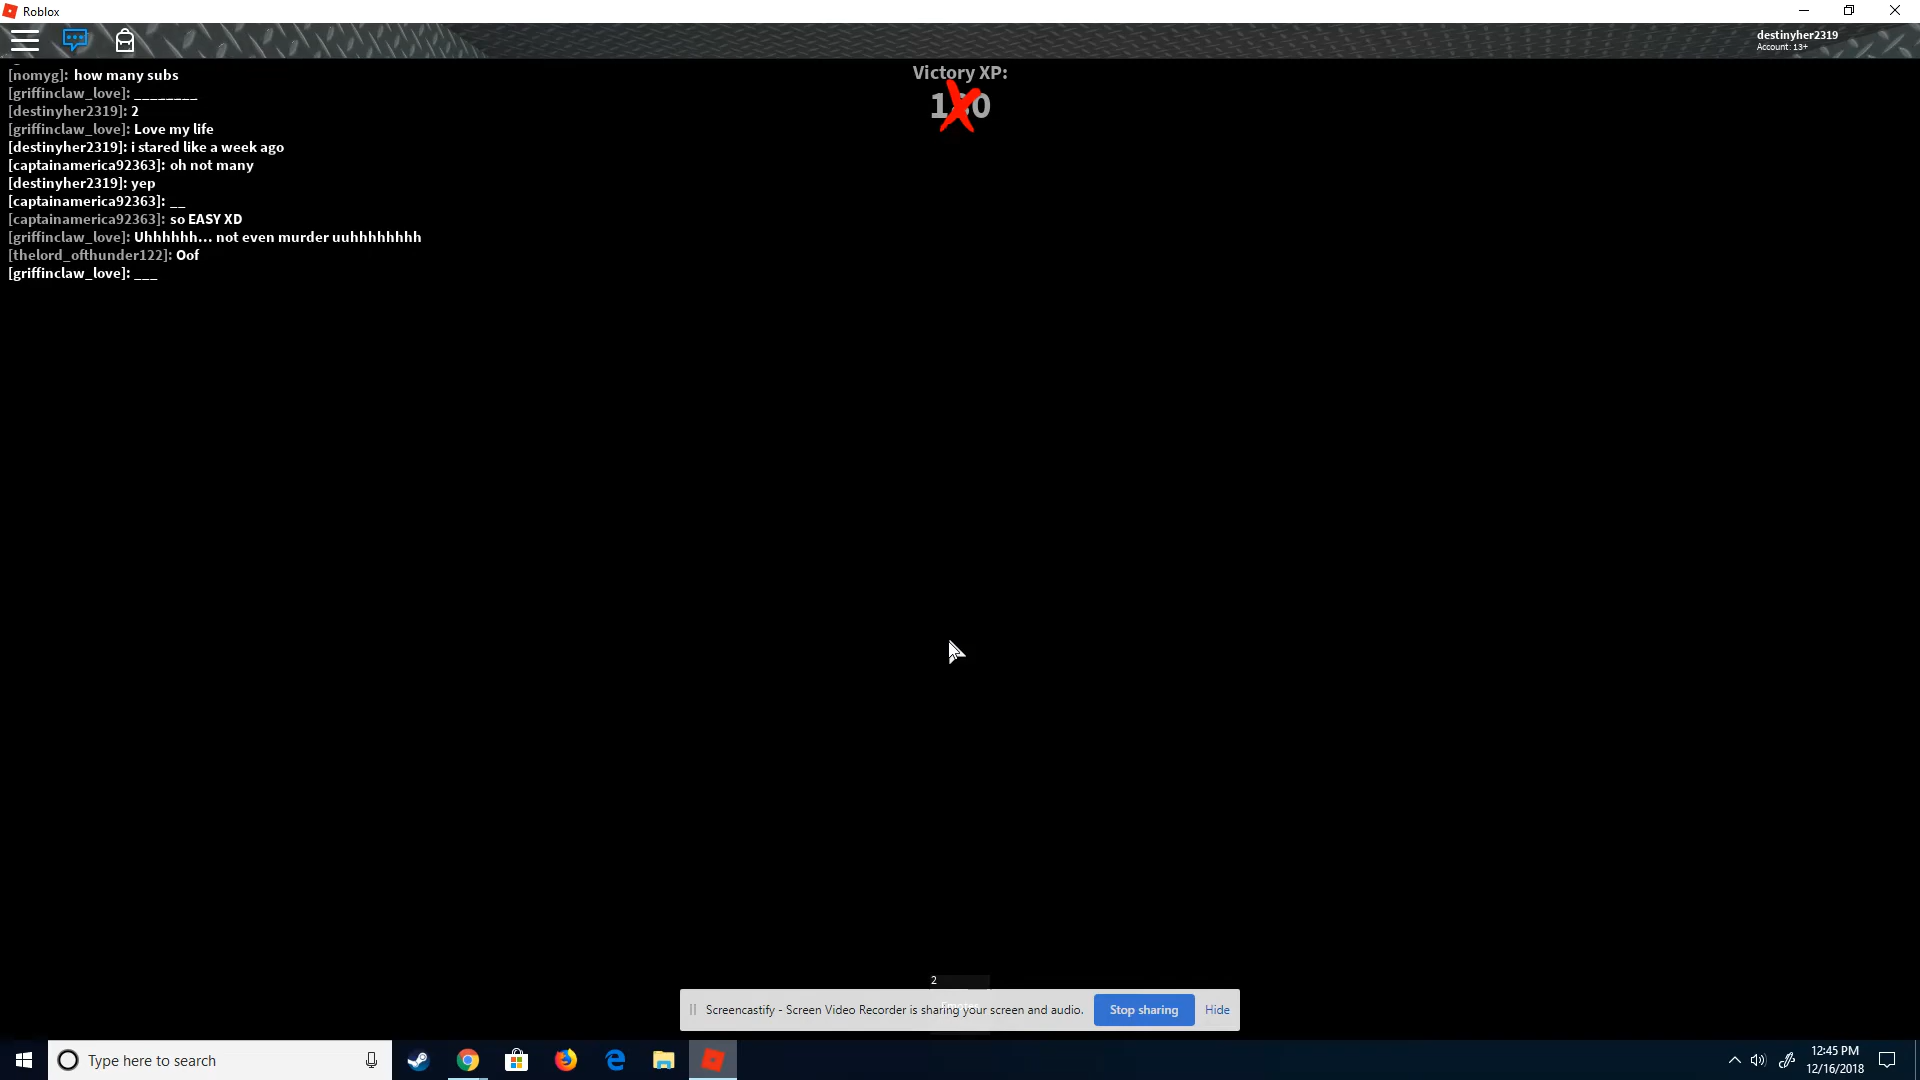 Roblox
destinyher2319
Account: 13+
[nomyg]: how many subs
[griffinclaw_love]: ________
[destinyher2319]: 2
[griffinclaw_love]: Love my life
[destinyher2319]: i stared like a week ago
[captainamerica92363]: oh not many
[destinyher2319]: yep
[captainamerica92363]: __
[captainamerica92363]: so EASY XD
[griffinclaw_love]: Uhhhhhh... not even murder uuhhhhhhhh
[thelord_ofthunder122]: Oof
[griffinclaw_love]: ___
Victory XP:
2
Screencastify - Screen Video Recorder is sharing your screen and audio.
Stop sharing
Hide
Type here to search
12:45 PM
12/16/2018